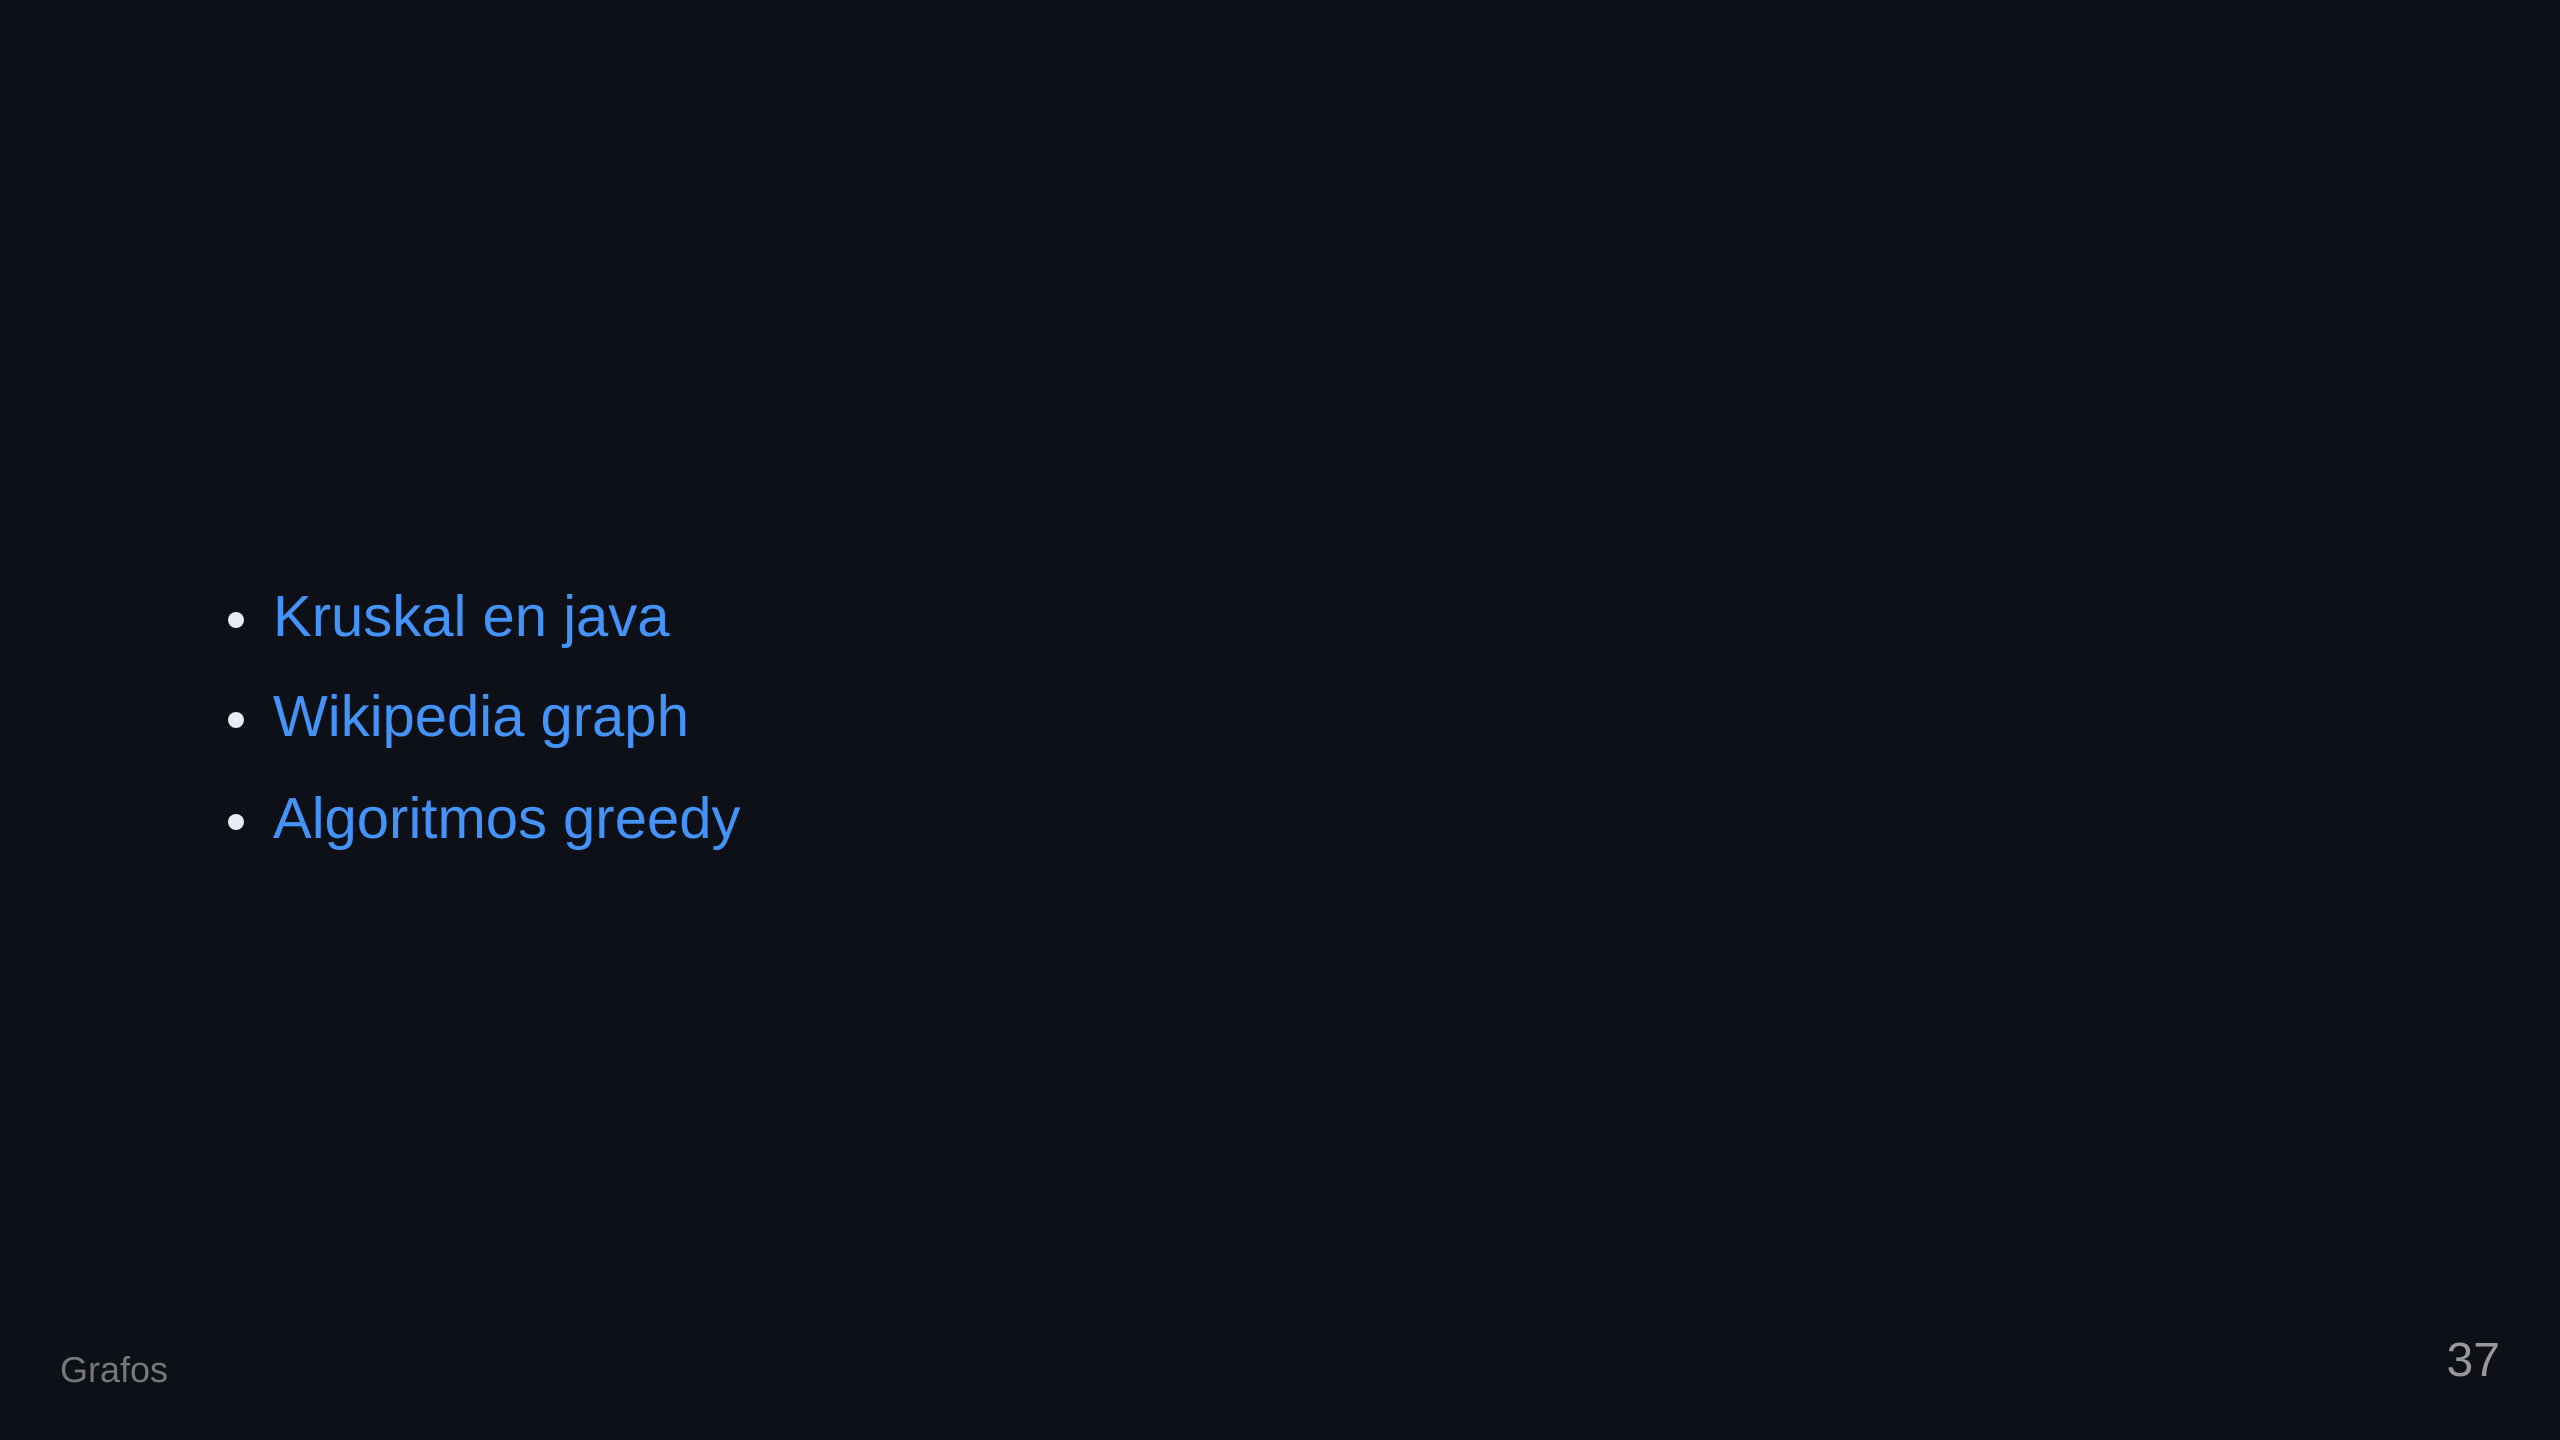 Kruskal en java
Wikipedia graph
Algoritmos greedy
Grafos
37